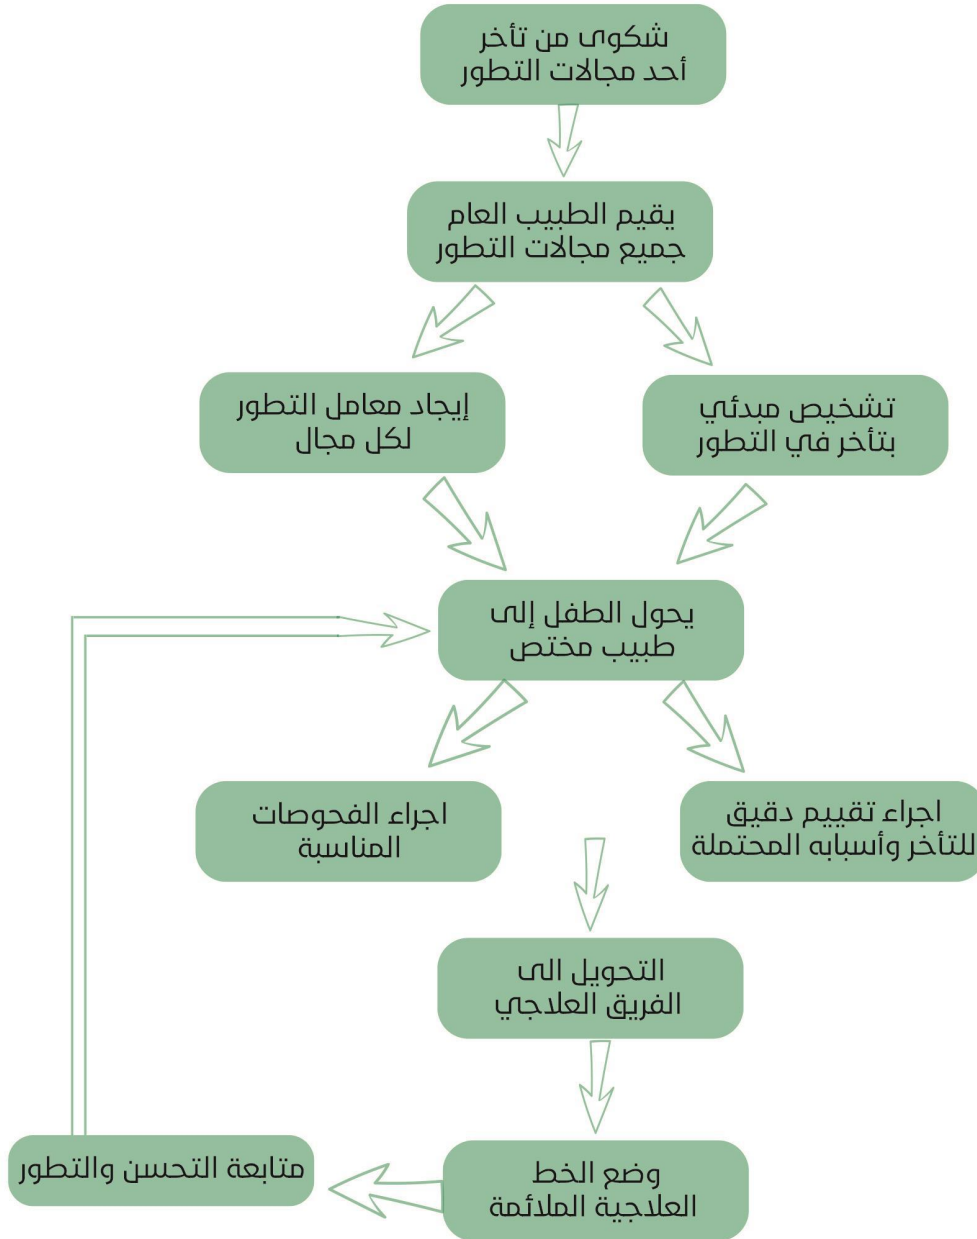 شكوى من تأخر
أحد مجالات التطور
يقيم الطبيب العام
جميع مجالات التطور
تشخيص مبدئي
بتأخر في التطور
إيجاد معامل التطور
لكل مجال
يحول الطفل إلى
طبيب مختص
اجراء تقييم دقيق
للتأخر وأسبابه المحتملة
اجراء الفحوصات
المناسبة
التحويل الى
الفريق العلاجي
وضع الخط
العلاجية الملائمة
متابعة التحسن والتطور